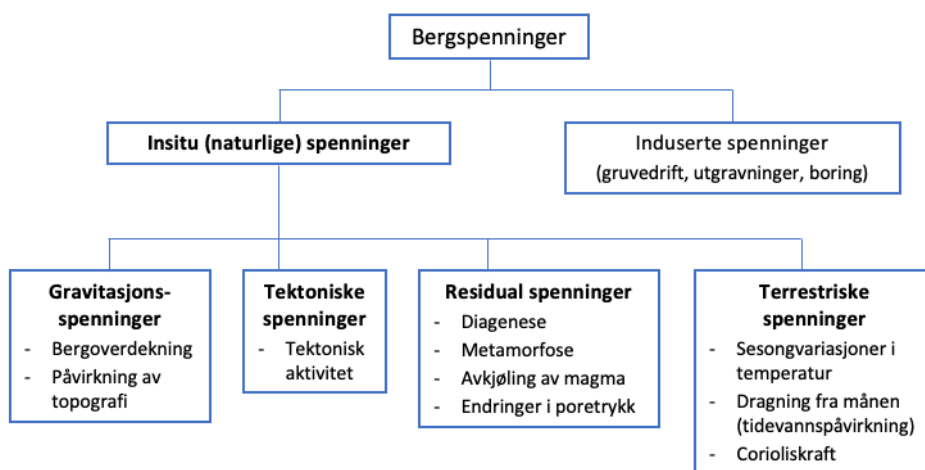 Bergspenninger
Insitu (naturlige) spenninger
Induserte spenninger
(gruvedrift, utgravninger, boring)
Gravitasjons-
spenninger
- Bergoverdekning
- Påvirkning av
topografi
Tektoniske
spenninger
- Tektonisk
aktivitet
Residual spenninger
- Diagenese
- Metamorfose
- Avkjøling av magma
- Endringer i poretrykk
Terrestriske
spenninger
- Sesongvariasjoner i
temperatur
- Dragning fra månen
(tidevannspåvirkning)
- Corioliskraft